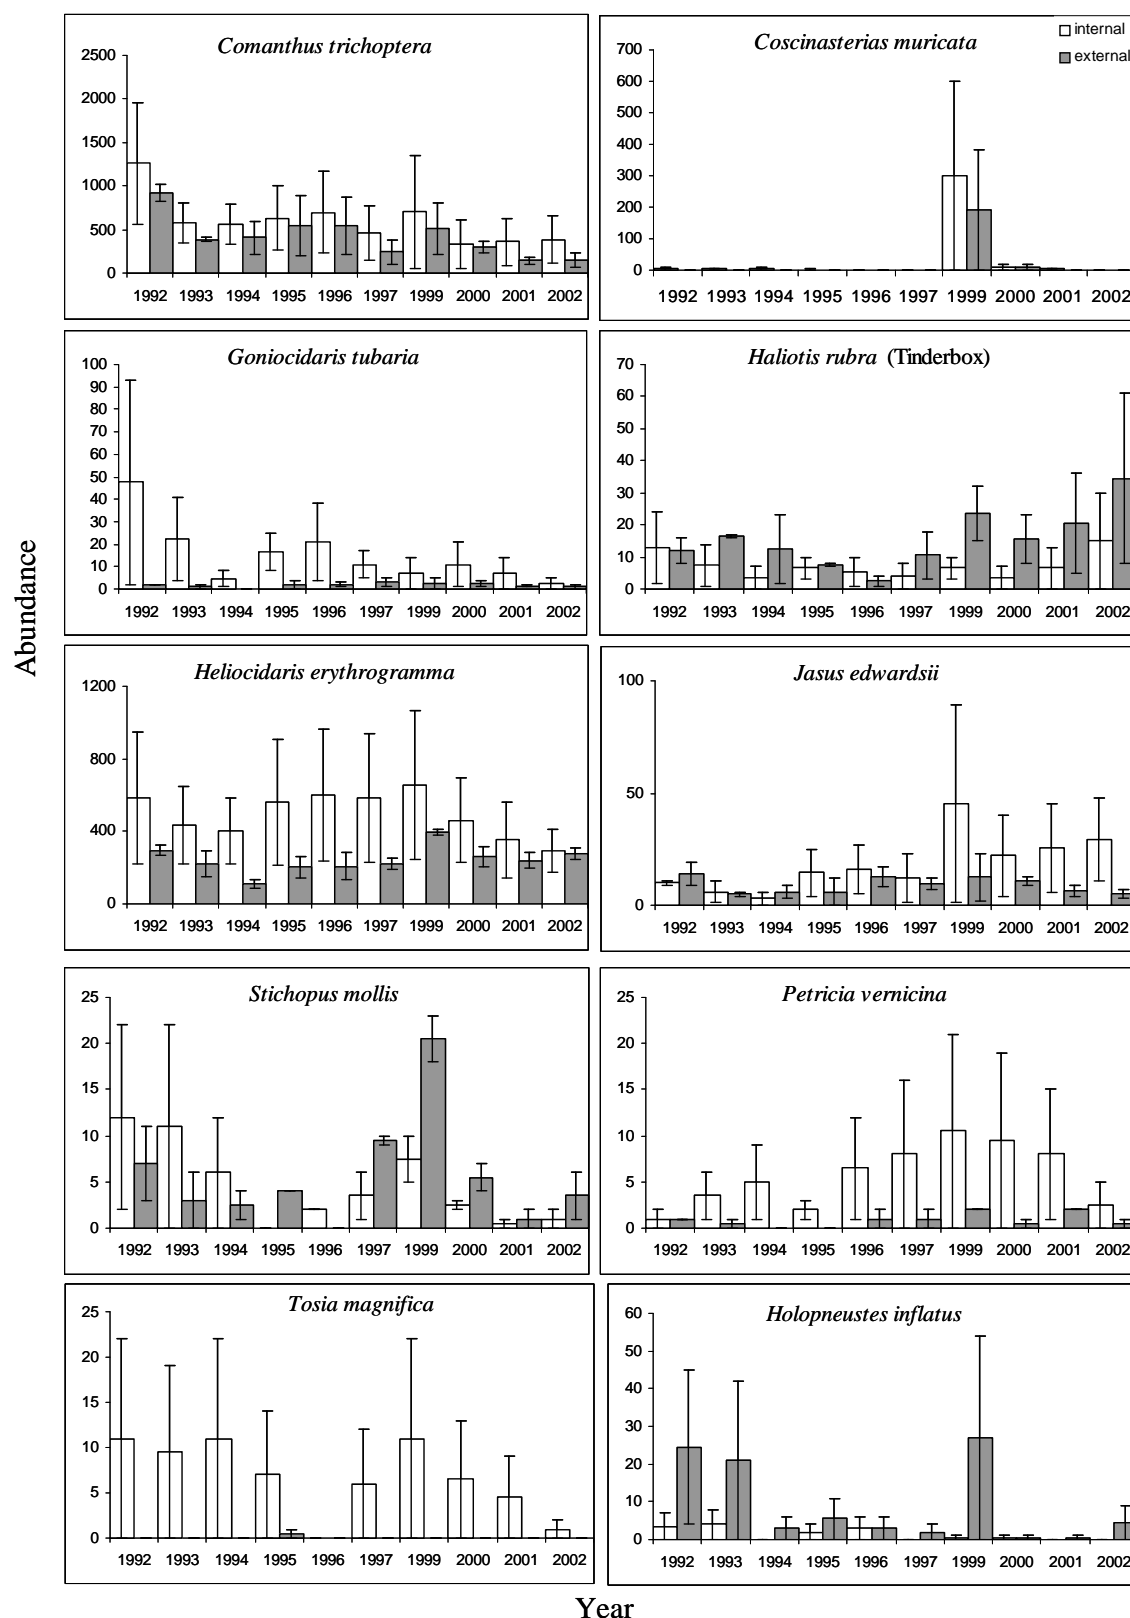 Comanthus trichoptera
2500
2000
1500
1000
500
0
1992 1993 1994 1995 1996 1997 1999 2000 2001 2002
Coscinasterias muricata
internal
external
700
600
500
400
300
200
100
0
1992 1993 1994 1995 1996 1997 1999 2000 2001 2002
Goniocidaris tubaria
100
90
80
70
60
50
40
30
20
10
0
1992 1993 1994 1995 1996 1997 1999 2000 2001 2002
Haliotis rubra (Tinderbox)
70
60
50
40
30
20
10
0
1992 1993 1994 1995 1996 1997 1999 2000 2001 2002
Abundance
Heliocidaris erythrogramma
1200
800
400
0
1992 1993 1994 1995 1996 1997 1999 2000 2001 2002
Jasus edwardsii
100
50
0
1992 1993 1994 1995 1996 1997 1999 2000 2001 2002
Stichopus mollis
25
20
15
10
5
0
1992 1993 1994 1995 1996 1997 1999 2000 2001 2002
Petricia vernicina
25
20
15
10
5
0
1992 1993 1994 1995 1996 1997 1999 2000 2001 2002
Tosia magnifica
25
20
15
10
5
0
1992 1993 1994 1995 1996 1997 1999 2000 2001 2002
Holopneustes inflatus
60
50
40
30
20
10
0
1992 1993 1994 1995 1996 1997 1999 2000 2001 2002
Year